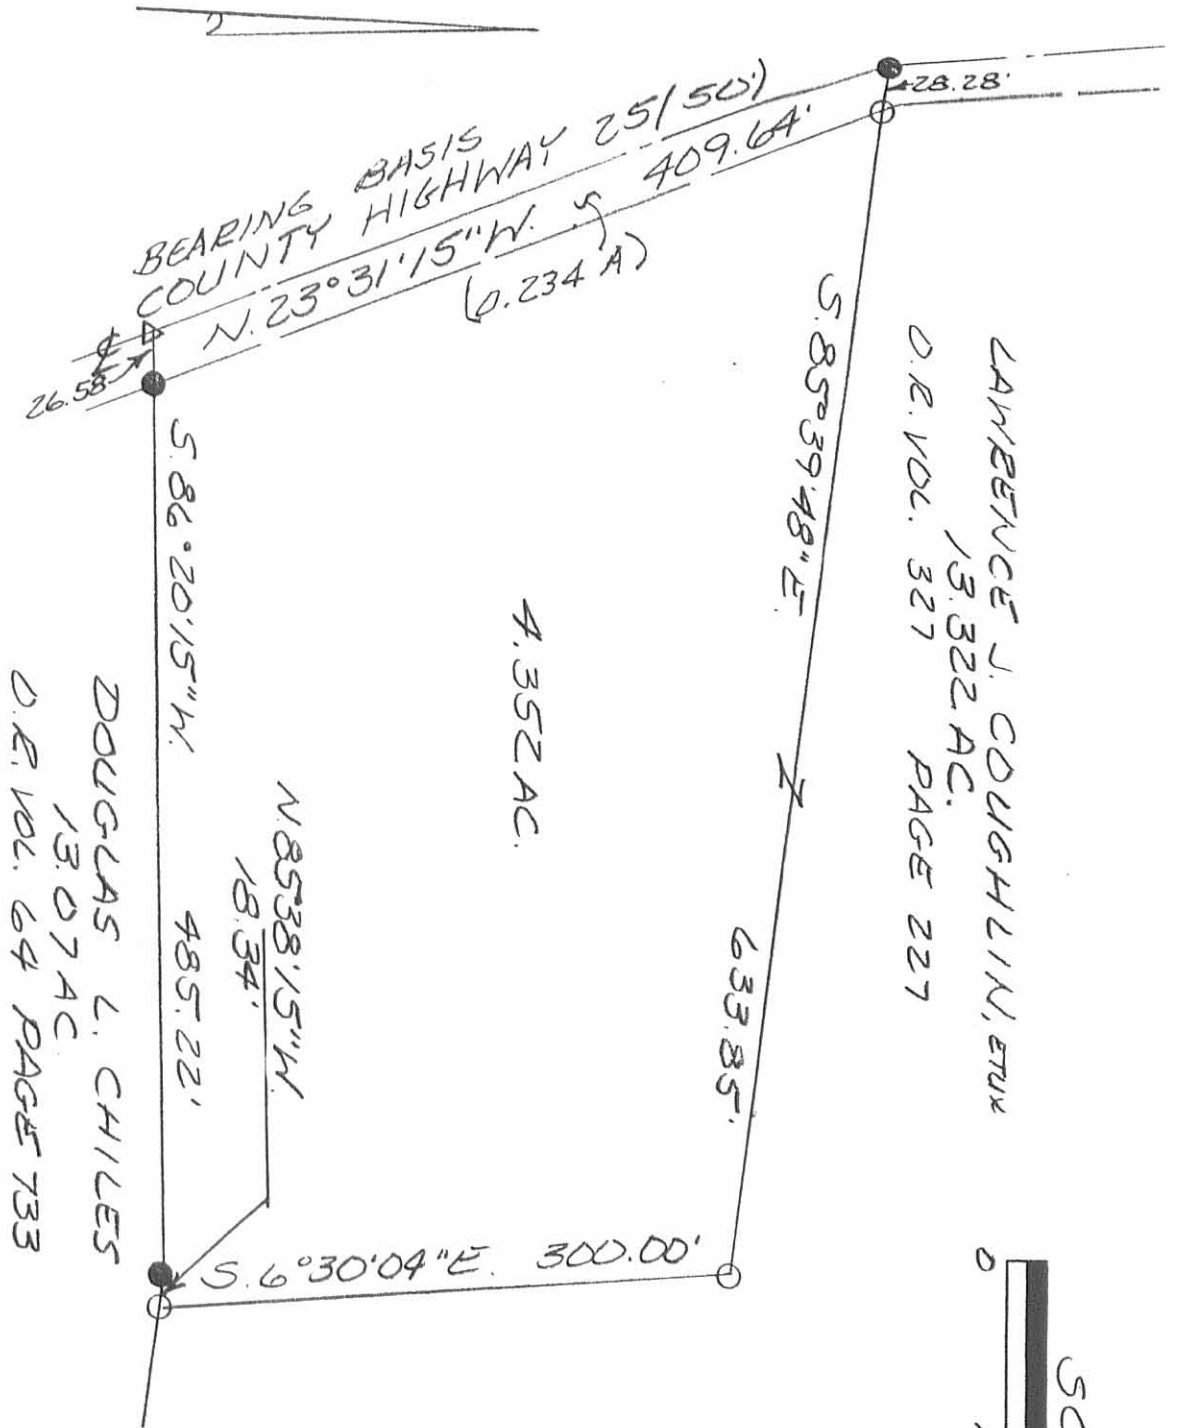 28.28'
BEARING BASIS
COUNTY HIGHWAY 25(50')
N. 23°31'15"W. 409.64'
(0.234 A)
℄
26.58
S. 85°39'48"E. 633.85'
LAWRENCE J. COUGHLIN, ETUX
13.322 AC.
O.R. VOL. 327 PAGE 227
4.352 AC.
S. 86°20'15"W. 485.22'
N. 85°38'15"W.
18.34'
S. 6°30'04"E. 300.00'
DOUGLAS L. CHILES
13.07 AC
O.R. VOL. 64 PAGE 733
0
SC